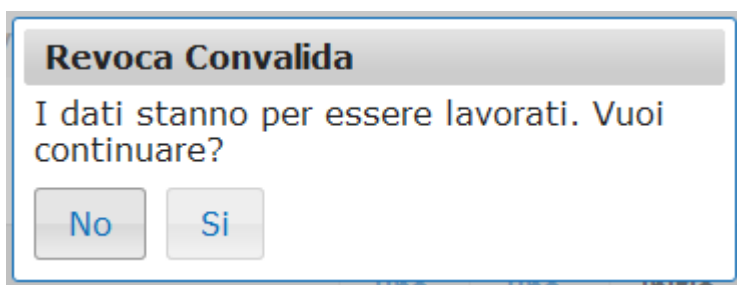 Revoca Convalida
I dati stanno per essere lavorati. Vuoi
continuare?
No Si